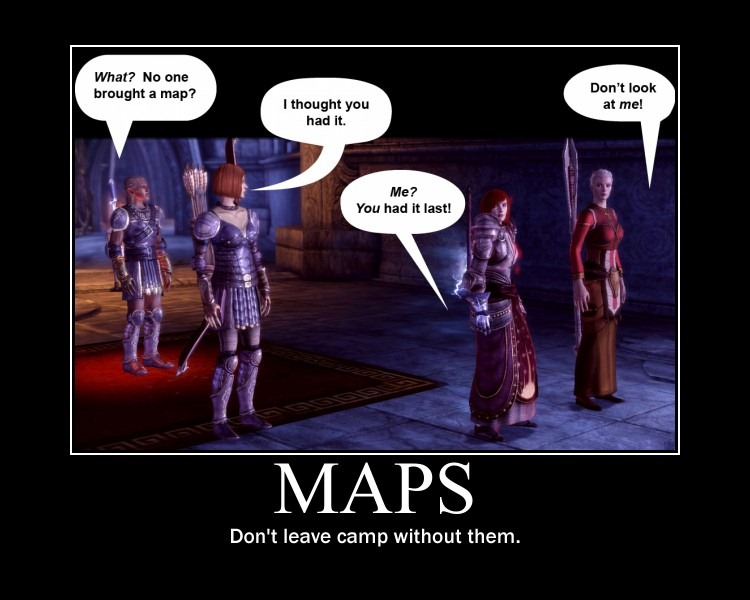 What? No one
brought a map?
I thought you
had it.
Me?
You had it last!
Don't look
at me!
MAPS
Don't leave camp without them.